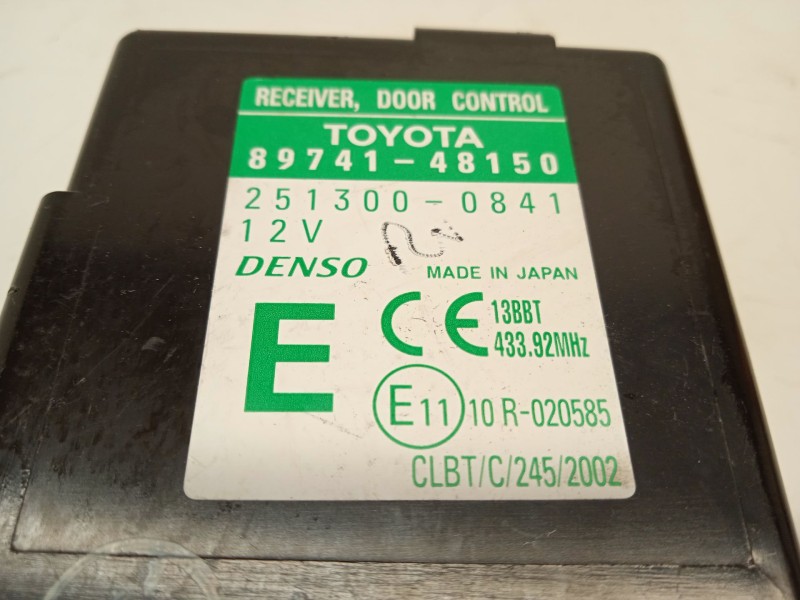 RECEIVER, DOOR CONTROL
TOYOTA
89741-48150
251300-0841
12V
DENSO MADE IN JAPAN
E CE 13BBT
433.92MHz
E11 10 R-020585
CLBT/C/245/2002